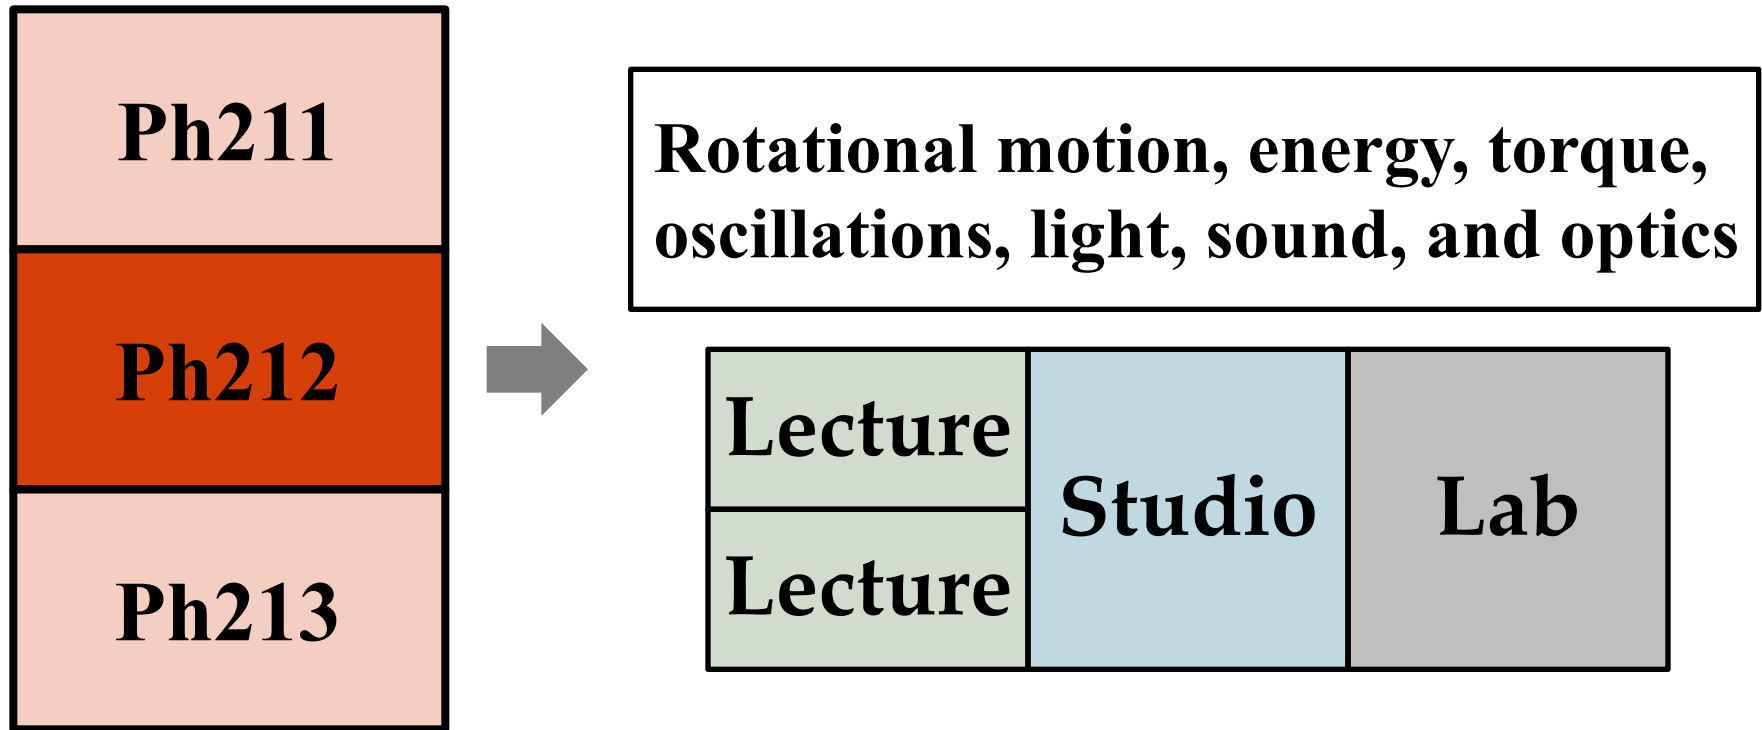 Ph211
Ph212
Ph213
Rotational motion, energy, torque,
oscillations, light, sound, and optics
Lecture
Lecture
Studio
Lab